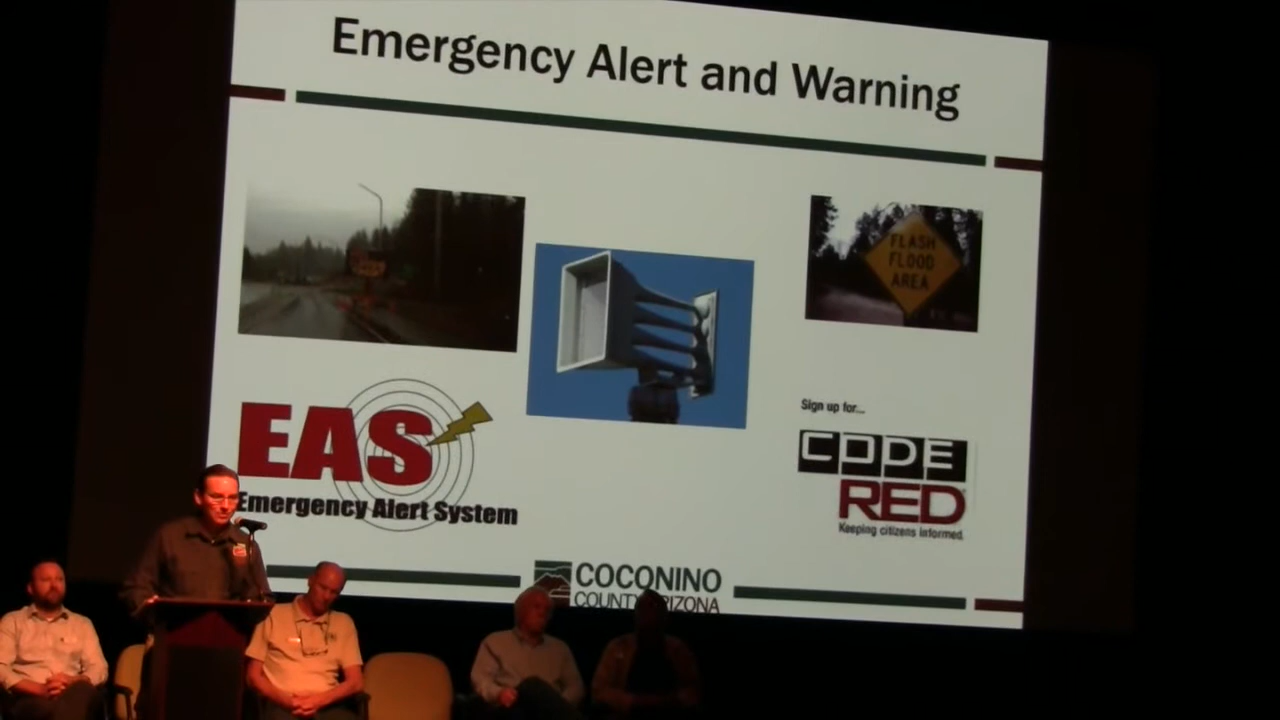 Emergency Alert and Warning
FLASH
FLOOD
AREA
Sign up for...
CODE
RED
Keeping citizens informed.
EAS
Emergency Alert System
COCONINO
COUNTY ARIZONA